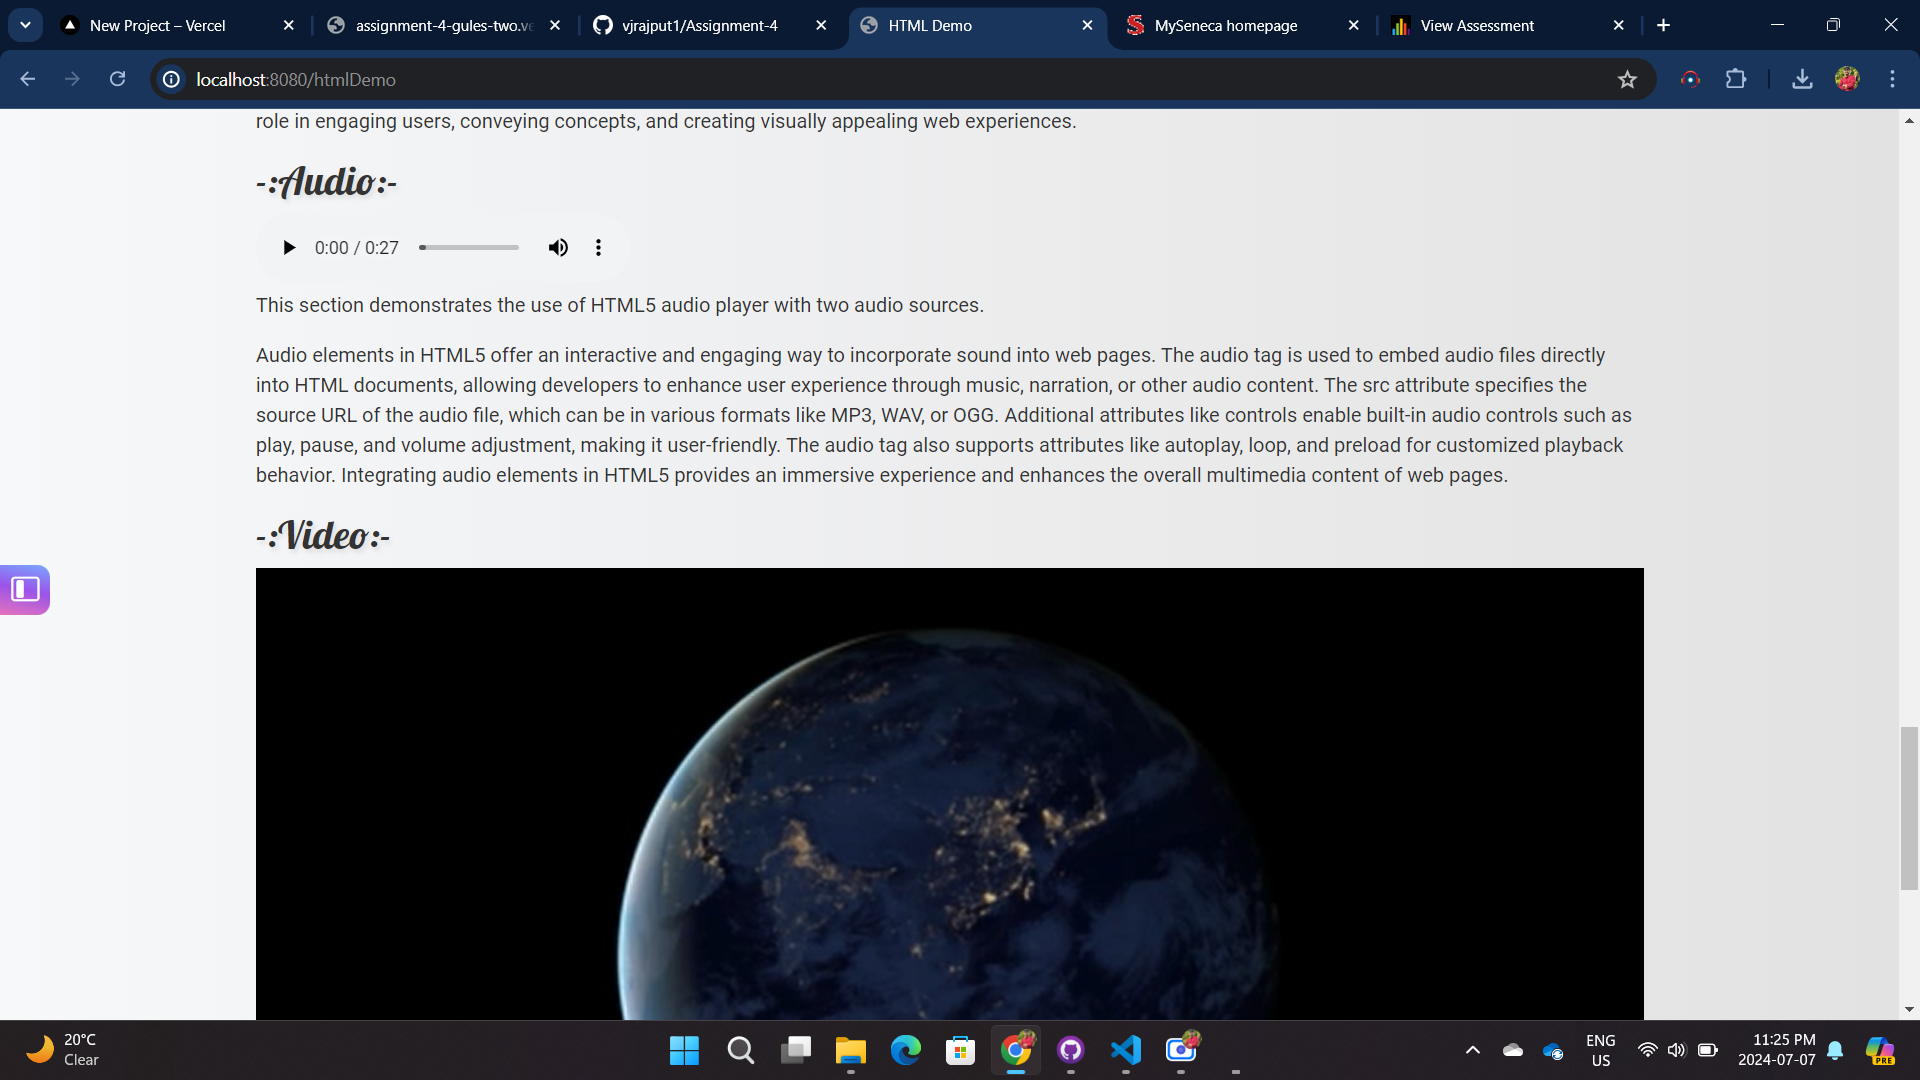 New Project – Vercel
assignment-4-gules-two.ve
vjrajput1/Assignment-4
HTML Demo
MySeneca homepage
View Assessment
localhost:8080/htmlDemo
role in engaging users, conveying concepts, and creating visually appealing web experiences.
-:Audio:-
0:00 / 0:27
This section demonstrates the use of HTML5 audio player with two audio sources.
Audio elements in HTML5 offer an interactive and engaging way to incorporate sound into web pages. The audio tag is used to embed audio files directly
into HTML documents, allowing developers to enhance user experience through music, narration, or other audio content. The src attribute specifies the
source URL of the audio file, which can be in various formats like MP3, WAV, or OGG. Additional attributes like controls enable built-in audio controls such as
play, pause, and volume adjustment, making it user-friendly. The audio tag also supports attributes like autoplay, loop, and preload for customized playback
behavior. Integrating audio elements in HTML5 provides an immersive experience and enhances the overall multimedia content of web pages.
-:Video:-
20°C
Clear
ENG
US
11:25 PM
2024-07-07
PRE